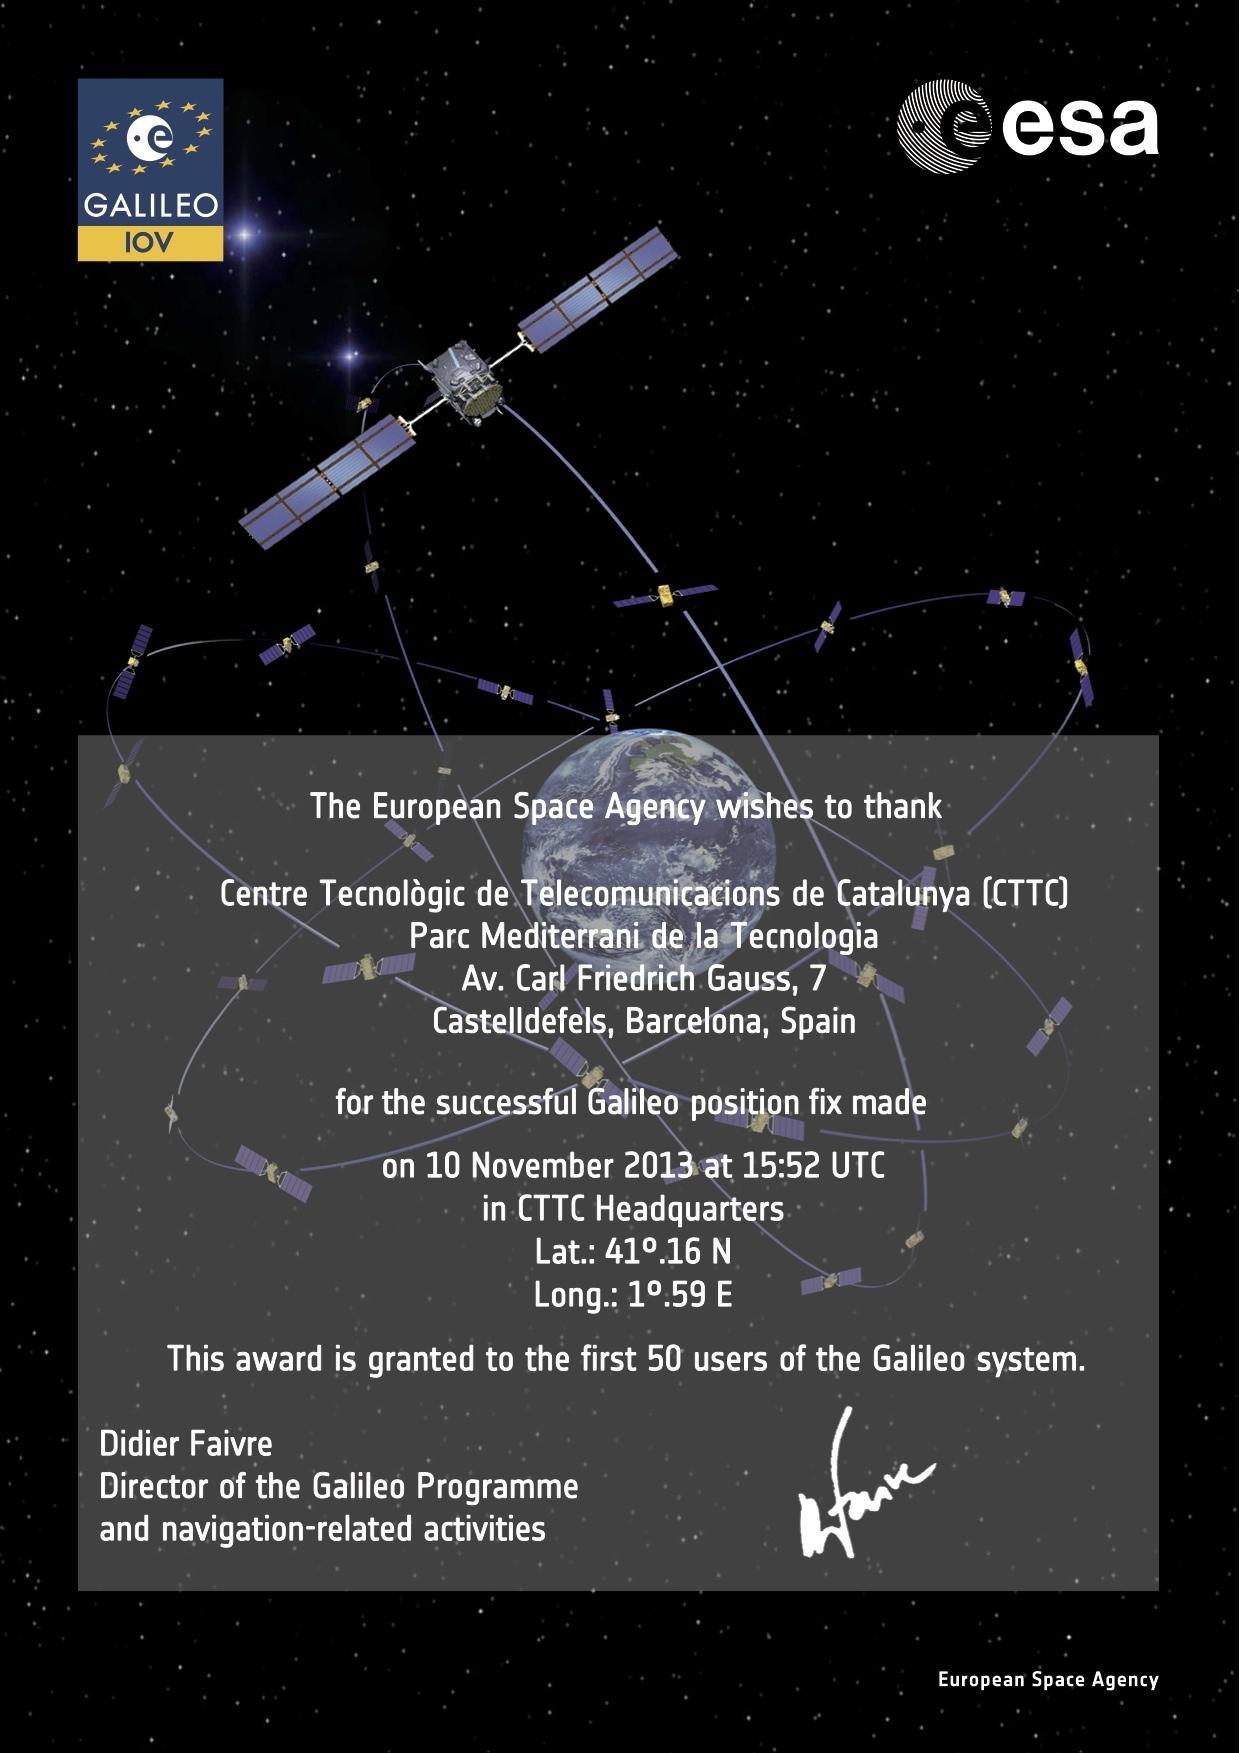 GALILEO
IOV
esa
The European Space Agency wishes to thank
Centre Tecnològic de Telecomunicacions de Catalunya (CTTC)
Parc Mediterrani de la Tecnologia
Av. Carl Friedrich Gauss, 7
Castelldefels, Barcelona, Spain
for the successful Galileo position fix made
on 10 November 2013 at 15:52 UTC
in CTTC Headquarters
Lat.: 41º.16 N
Long.: 1º.59 E
This award is granted to the first 50 users of the Galileo system.
Didier Faivre
Director of the Galileo Programme
and navigation-related activities
European Space Agency